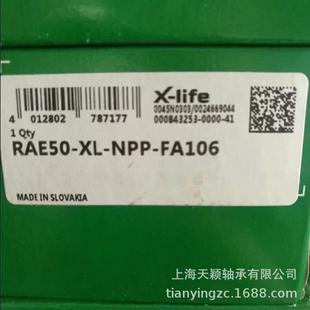 X-life
0045N0303/0024669044
000843253-0000-41
4 012802 787177
1 Qty
RAE50-XL-NPP-FA106
MADE IN SLOVAKIA
上海天颖轴承有限公司
tianyingzc.1688.com